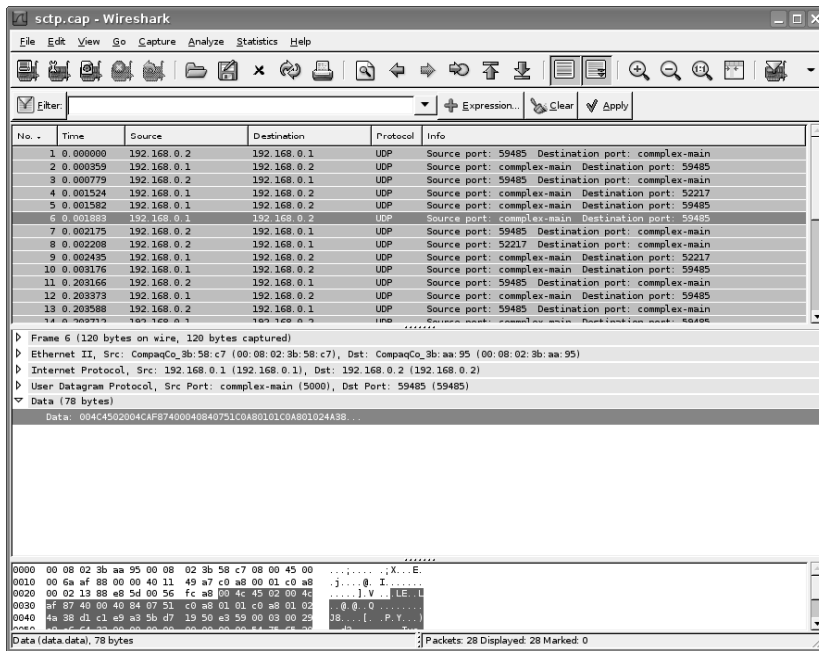 sctp.cap - Wireshark
File Edit View Go Capture Analyze Statistics Help
Filter: Expression... Clear Apply
No. Time Source Destination Protocol Info
1 0.000000 192.168.0.2 192.168.0.1 UDP Source port: 59485 Destination port: commplex-main
2 0.000359 192.168.0.1 192.168.0.2 UDP Source port: commplex-main Destination port: 59485
3 0.000779 192.168.0.2 192.168.0.1 UDP Source port: 59485 Destination port: commplex-main
4 0.001524 192.168.0.1 192.168.0.2 UDP Source port: commplex-main Destination port: 52217
5 0.001582 192.168.0.1 192.168.0.2 UDP Source port: commplex-main Destination port: 59485
6 0.001883 192.168.0.1 192.168.0.2 UDP Source port: commplex-main Destination port: 59485
7 0.002175 192.168.0.2 192.168.0.1 UDP Source port: 59485 Destination port: commplex-main
8 0.002208 192.168.0.2 192.168.0.1 UDP Source port: 52217 Destination port: commplex-main
9 0.002435 192.168.0.1 192.168.0.2 UDP Source port: commplex-main Destination port: 52217
10 0.003176 192.168.0.1 192.168.0.2 UDP Source port: commplex-main Destination port: 59485
11 0.203166 192.168.0.2 192.168.0.1 UDP Source port: 59485 Destination port: commplex-main
12 0.203373 192.168.0.1 192.168.0.2 UDP Source port: commplex-main Destination port: 59485
13 0.203588 192.168.0.2 192.168.0.1 UDP Source port: 59485 Destination port: commplex-main
Frame 6 (120 bytes on wire, 120 bytes captured)
Ethernet II, Src: CompaqCo_3b:58:c7 (00:08:02:3b:58:c7), Dst: CompaqCo_3b:aa:95 (00:08:02:3b:aa:95)
Internet Protocol, Src: 192.168.0.1 (192.168.0.1), Dst: 192.168.0.2 (192.168.0.2)
User Datagram Protocol, Src Port: commplex-main (5000), Dst Port: 59485 (59485)
Data (78 bytes)
Data: 004C4502004CAF87400040840751C0A80101C0A801024A38...
0000 00 08 02 3b aa 95 00 08 02 3b 58 c7 08 00 45 00 ...;.... .;X...E.
0010 00 6a af 88 00 00 40 11 49 a7 c0 a8 00 01 c0 a8 .j....@. I.......
0020 00 02 13 88 e8 5d 00 56 fc a8 00 4c 45 02 00 4c .....].V ...LE..L
0030 af 87 40 00 40 84 07 51 c0 a8 01 01 c0 a8 01 02 ..@.@..Q ........
0040 4a 38 d1 c1 e9 a3 5b d7 19 50 e3 59 00 03 00 29 J8....[. .P.Y...)
Data (data.data), 78 bytes Packets: 28 Displayed: 28 Marked: 0